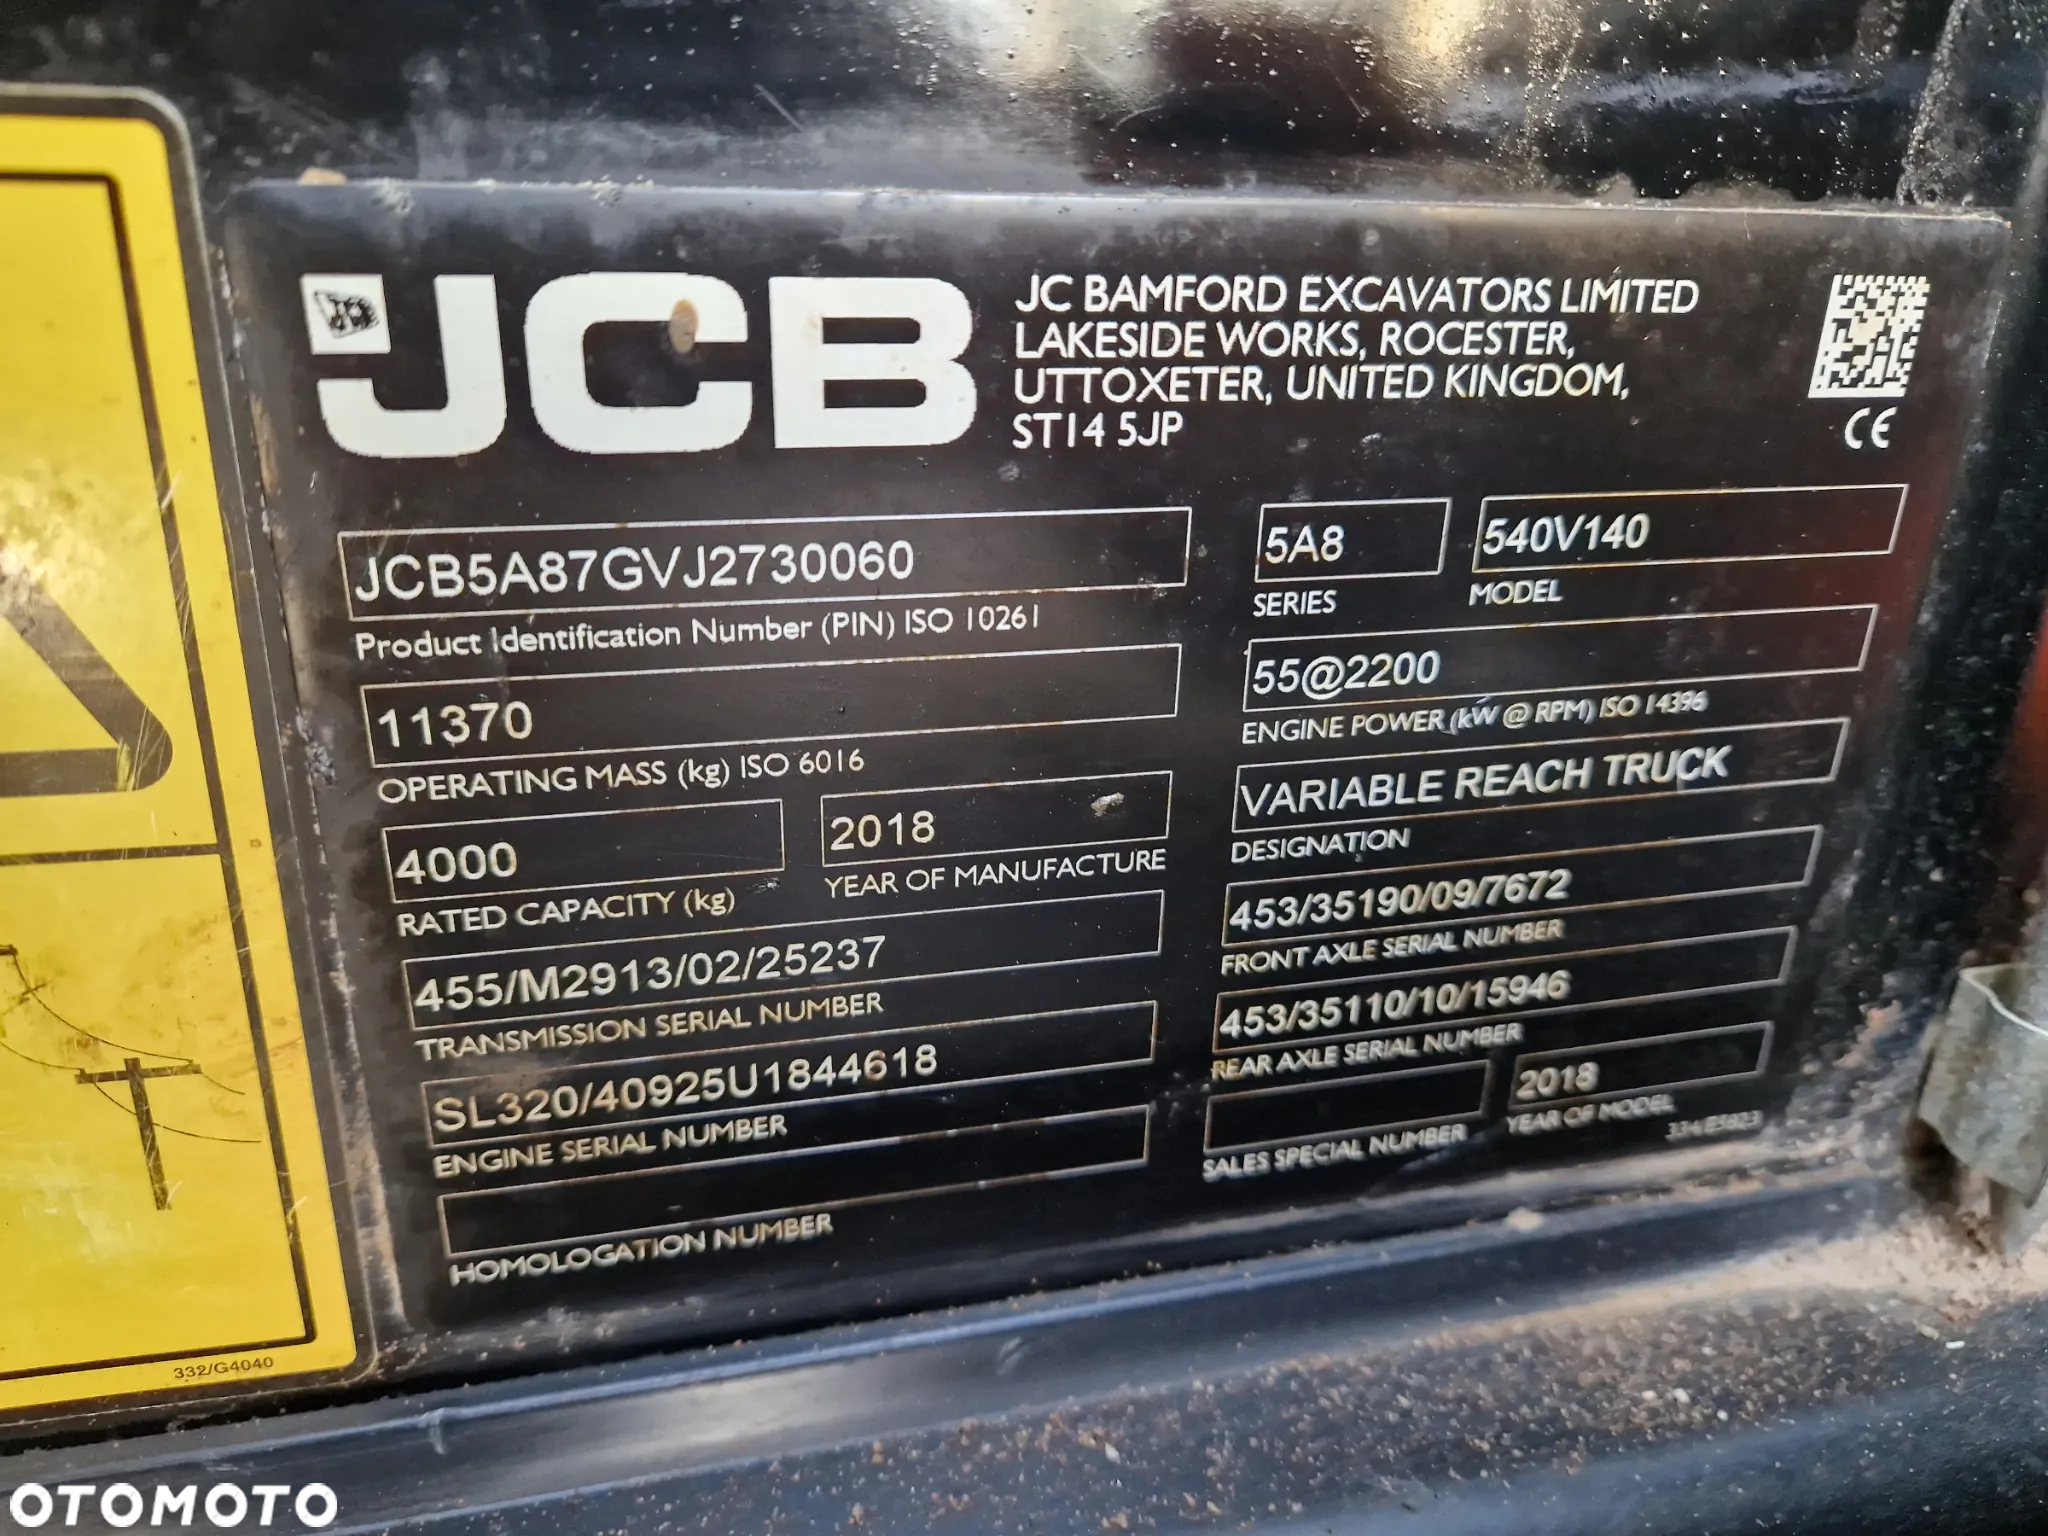 JCB
JCB
JC BAMFORD EXCAVATORS LIMITED
LAKESIDE WORKS, ROCESTER,
UTTOXETER, UNITED KINGDOM,
ST14 5JP
CE
JCB5A87GVJ2730060
Product Identification Number (PIN) ISO 10261
5A8
SERIES
540V140
MODEL
11370
OPERATING MASS (kg) ISO 6016
55@2200
ENGINE POWER (kW @ RPM) ISO 14396
4000
RATED CAPACITY (kg)
2018
YEAR OF MANUFACTURE
VARIABLE REACH TRUCK
DESIGNATION
455/M2913/02/25237
TRANSMISSION SERIAL NUMBER
453/35190/09/7672
FRONT AXLE SERIAL NUMBER
SL320/40925U1844618
ENGINE SERIAL NUMBER
453/35110/10/15946
REAR AXLE SERIAL NUMBER
HOMOLOGATION NUMBER
SALES SPECIAL NUMBER
2018
YEAR OF MODEL
334/E3823
332/G4040
OTOMOTO